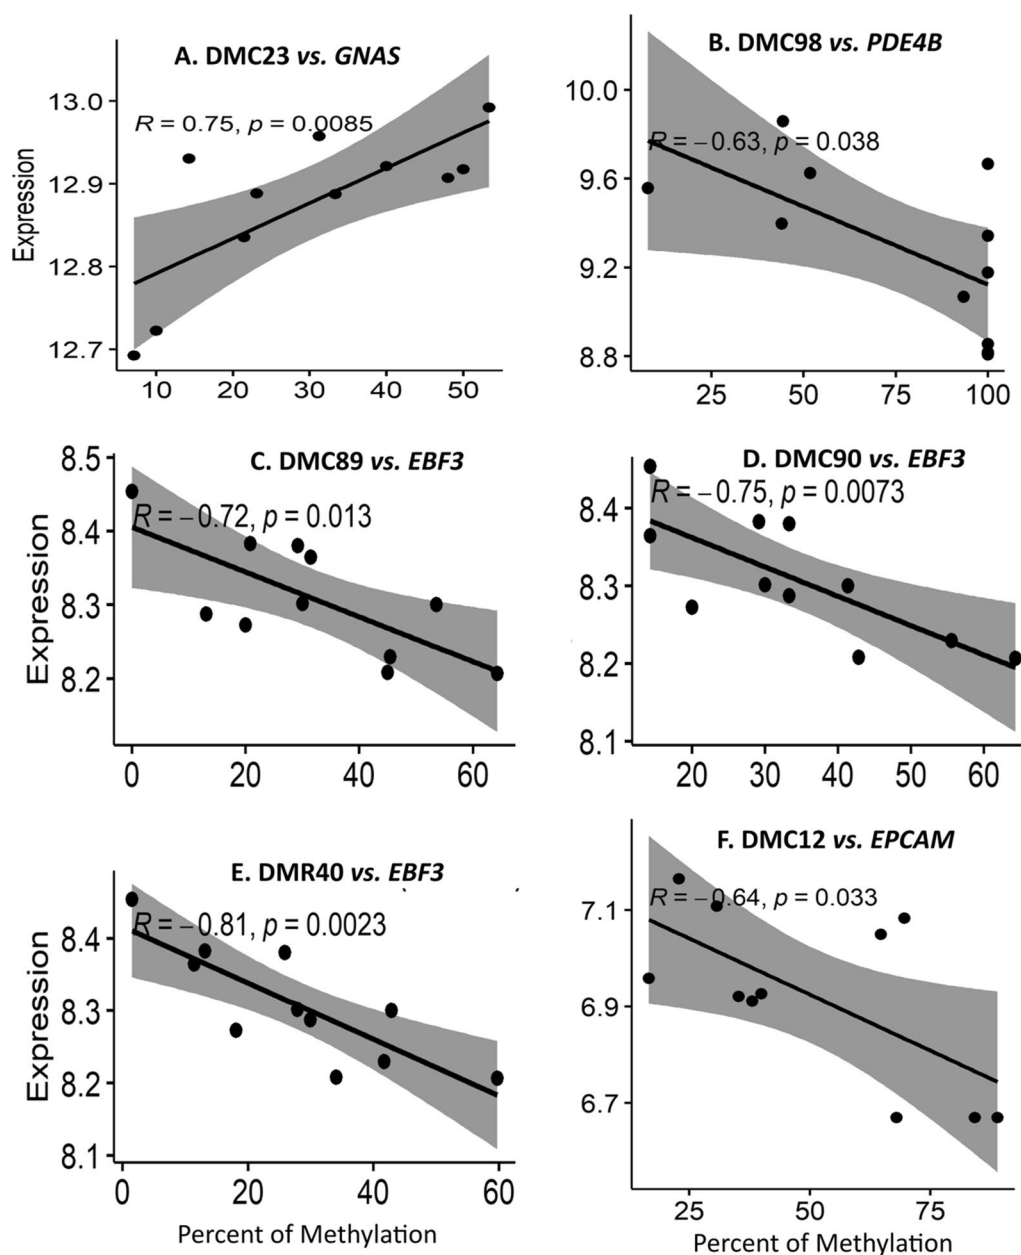 A. DMC23 vs. GNAS
R = 0.75, p = 0.0085
Expression
13.0
12.9
12.8
12.7
10 20 30 40 50
B. DMC98 vs. PDE4B
R = −0.63, p = 0.038
10.0
9.6
9.2
8.8
25 50 75 100
C. DMC89 vs. EBF3
R = −0.72, p = 0.013
Expression
8.5
8.4
8.3
8.2
0 20 40 60
D. DMC90 vs. EBF3
R = −0.75, p = 0.0073
8.4
8.3
8.2
8.1
20 30 40 50 60
E. DMR40 vs. EBF3
R = −0.81, p = 0.0023
Expression
8.4
8.3
8.2
8.1
0 20 40 60
Percent of Methylation
F. DMC12 vs. EPCAM
R = −0.64, p = 0.033
7.1
6.9
6.7
25 50 75
Percent of Methylation